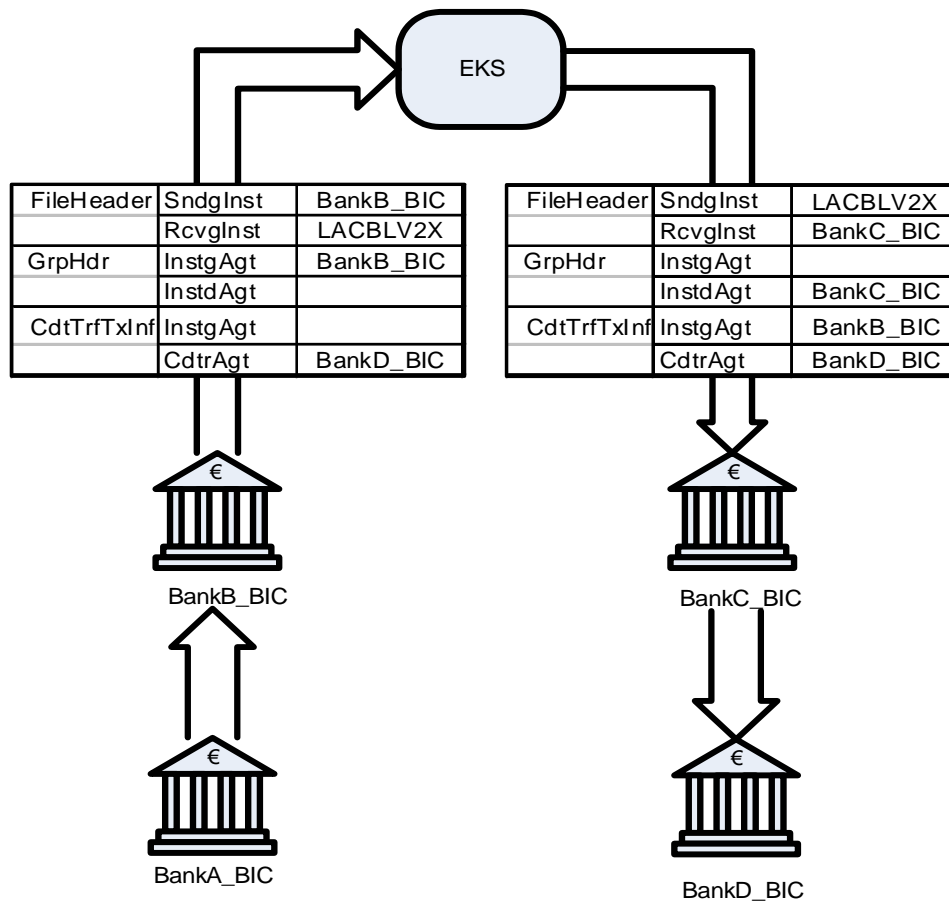 EKS
FileHeader SndgInst BankB_BIC
RcvgInst LACBLV2X
GrpHdr InstgAgt BankB_BIC
InstdAgt
CdtTrfTxInf InstgAgt
CdtrAgt BankD_BIC
FileHeader SndgInst LACBLV2X
RcvgInst BankC_BIC
GrpHdr InstgAgt
InstdAgt BankC_BIC
CdtTrfTxInf InstgAgt BankB_BIC
CdtrAgt BankD_BIC
€
BankB_BIC
€
BankC_BIC
€
BankA_BIC
€
BankD_BIC